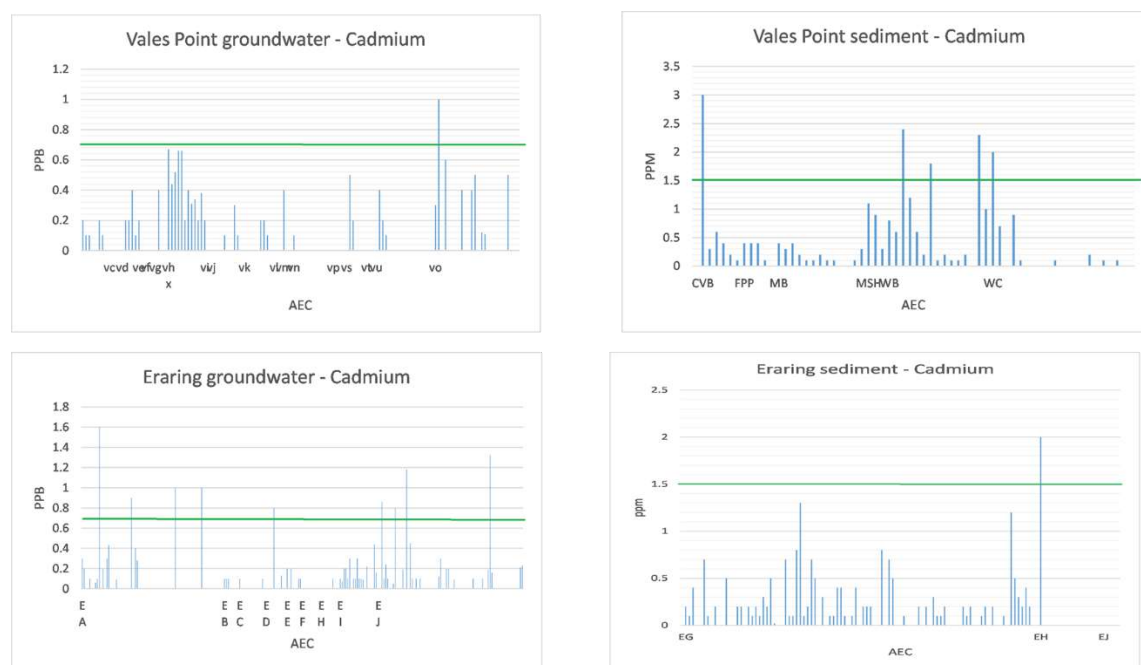 Vales Point groundwater - Cadmium
1.2
1
0.8
0.6
0.4
0.2
0
PPB
vcvd
vh
x
vk
vpvs
vo
AEC
Vales Point sediment - Cadmium
3.5
3
2.5
2
1.5
1
0.5
0
PPM
CVB FPP MB MSHWB WC
AEC
Eraring groundwater - Cadmium
1.8
1.6
1.4
1.2
1
0.8
0.6
0.4
0.2
0
PPB
E E E E E E E E E
A B C D E F H I J
AEC
Eraring sediment - Cadmium
2.5
2
1.5
1
0.5
0
ppm
EG EH EJ
AEC